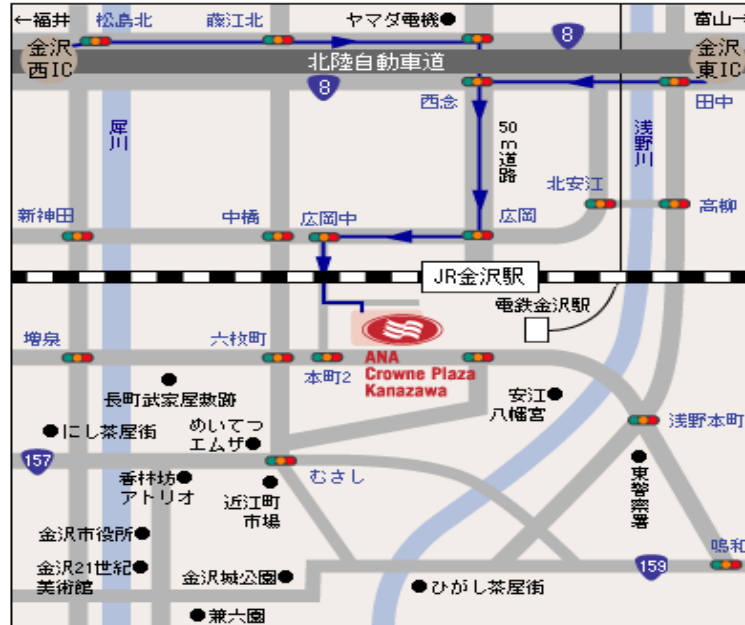 ←福井
松島北
藤江北
ヤマダ電機
富山→
金沢
西IC
8
北陸自動車道
金沢
東IC
8
西念
田中
犀川
50m道路
浅野川
北安江
新神田
中橋
広岡中
広岡
高柳
JR金沢駅
電鉄金沢駅
増泉
六枚町
本町2
ANA
Crowne Plaza
Kanazawa
長町武家屋敷跡
安江
八幡宮
にし茶屋街
めいてつ
エムザ
浅野本町
157
香林坊
アトリオ
むさし
近江町
市場
東警察署
金沢市役所
鳴和
金沢21世紀
美術館
金沢城公園
159
ひがし茶屋街
兼六園